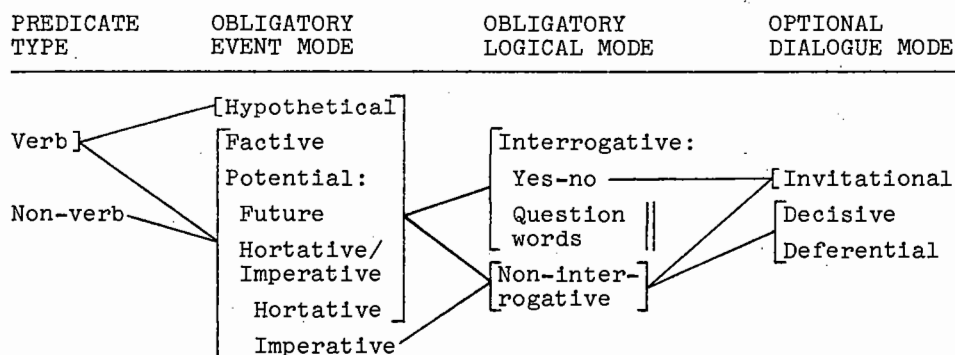 PREDICATE OBLIGATORY OBLIGATORY OPTIONAL
TYPE EVENT MODE LOGICAL MODE DIALOGUE MODE
[Hypothetical
Verb] Factive Interrogative:
Potential: Yes-no [Invitational
Non-verb Future Question Decisive
Hortative/ words Deferential
Imperative Non-inter-
Hortative rogative
Imperative